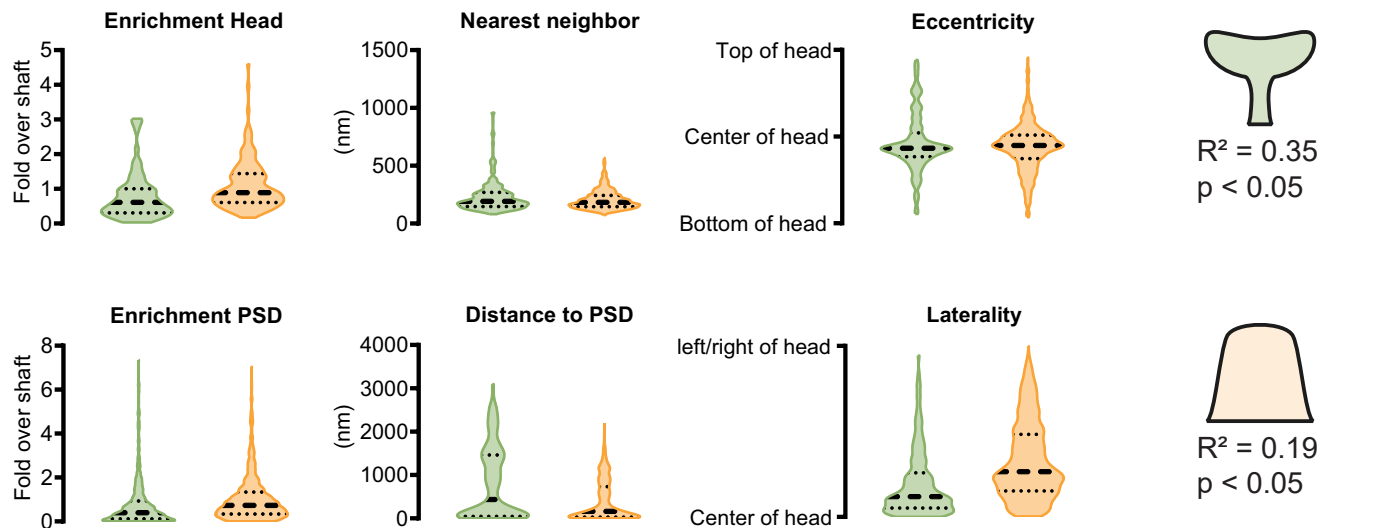 Enrichment Head
Fold over shaft
5
4
3
2
1
0
Nearest neighbor
(nm)
1500
1000
500
0
Eccentricity
Top of head
Center of head
Bottom of head
R² = 0.35
p < 0.05
Enrichment PSD
Fold over shaft
8
6
4
2
0
Distance to PSD
(nm)
4000
3000
2000
1000
0
Laterality
left/right of head
Center of head
R² = 0.19
p < 0.05